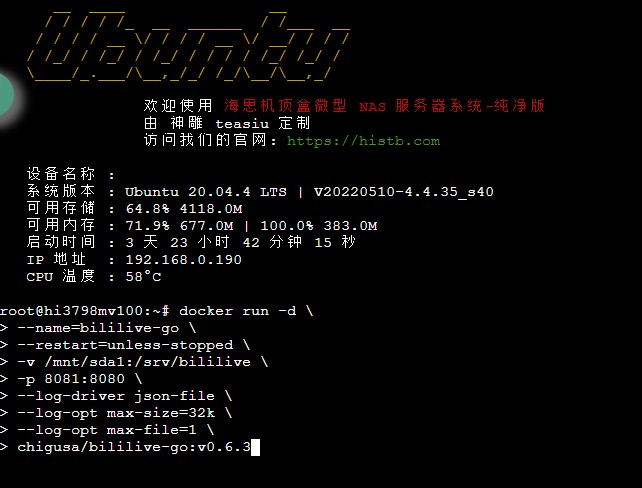 Ubuntu
欢迎使用 海思机顶盒微型 NAS 服务器系统-纯净版
由 神雕 teasiu 定制
访问我们的官网: https://histb.com
设备名称 :
系统版本 : Ubuntu 20.04.4 LTS | V20220510-4.4.35_s40
可用存储 : 64.8% 4118.0M
可用内存 : 71.9% 677.0M | 100.0% 383.0M
启动时间 : 3 天 23 小时 42 分钟 15 秒
IP 地址 : 192.168.0.190
CPU 温度 : 58°C
root@hi3798mv100:~# docker run -d \
> --name=bililive-go \
> --restart=unless-stopped \
> -v /mnt/sda1:/srv/bililive \
> -p 8081:8080 \
> --log-driver json-file \
> --log-opt max-size=32k \
> --log-opt max-file=1 \
> chigusa/bililive-go:v0.6.3